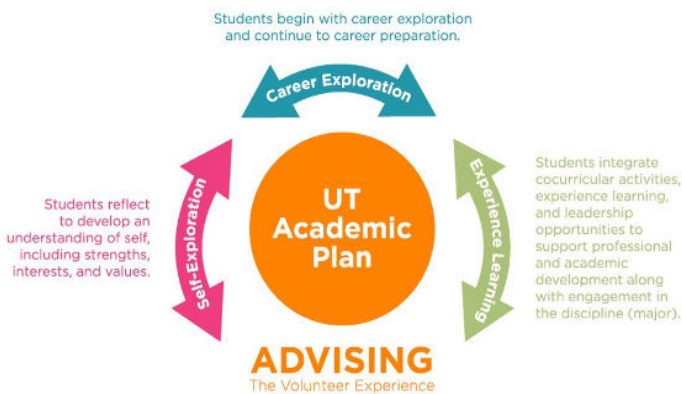 Students begin with career exploration
and continue to career preparation.
Career Exploration
Students reflect
to develop an
understanding of self,
including strengths,
interests, and values.
Self-Exploration
UT
Academic
Plan
Experience Learning
Students integrate
cocurricular activities,
experience learning,
and leadership
opportunities to
support professional
and academic
development along
with engagement in
the discipline (major).
ADVISING
The Volunteer Experience